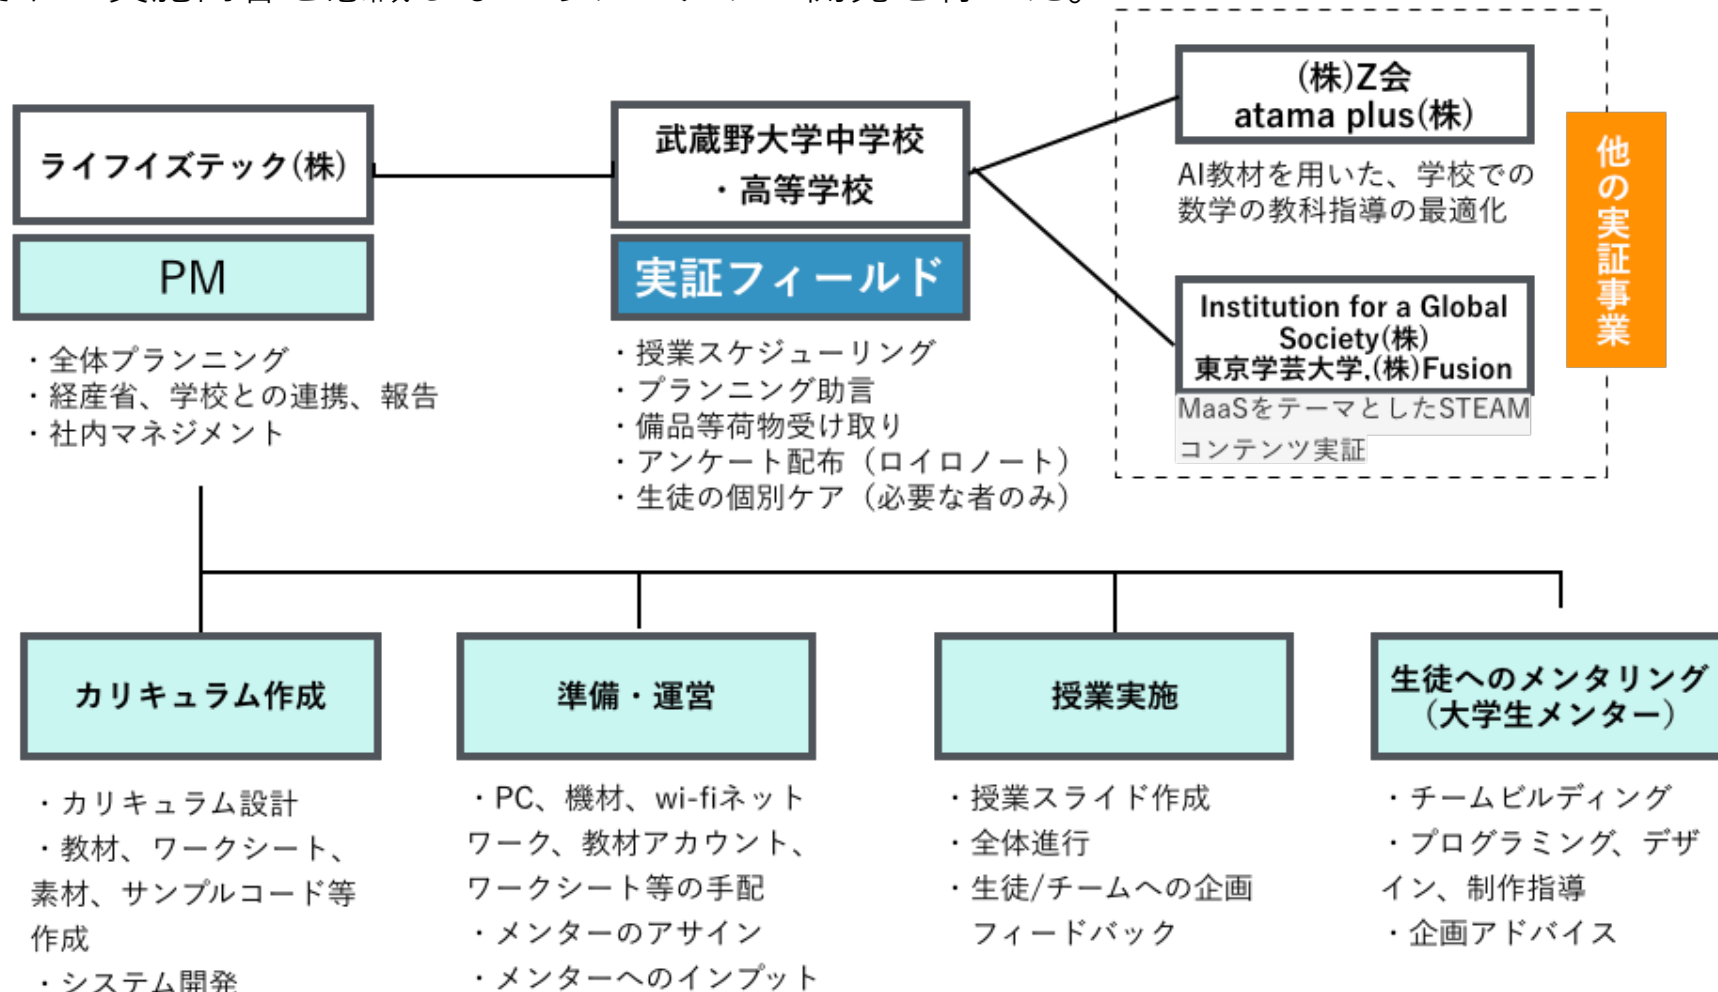 ライフイズテック(株)
PM
・全体プランニング
・経産省、学校との連携、報告
・社内マネジメント
武蔵野大学中学校
・高等学校
実証フィールド
・授業スケジューリング
・プランニング助言
・備品等荷物受け取り
・アンケート配布（ロイロノート）
・生徒の個別ケア（必要な者のみ）
(株)Z会
atama plus(株)
AI教材を用いた、学校での
数学の教科指導の最適化
Institution for a Global
Society(株)
東京学芸大学,(株)Fusion
MaaSをテーマとしたSTEAM
コンテンツ実証
他の実証事業
カリキュラム作成
・カリキュラム設計
・教材、ワークシート、
素材、サンプルコード等
作成
・システム開発
準備・運営
・PC、機材、wi-fiネット
ワーク、教材アカウント、
ワークシート等の手配
・メンターのアサイン
・メンターへのインプット
授業実施
・授業スライド作成
・全体進行
・生徒/チームへの企画
フィードバック
生徒へのメンタリング
（大学生メンター）
・チームビルディング
・プログラミング、デザ
イン、制作指導
・企画アドバイス